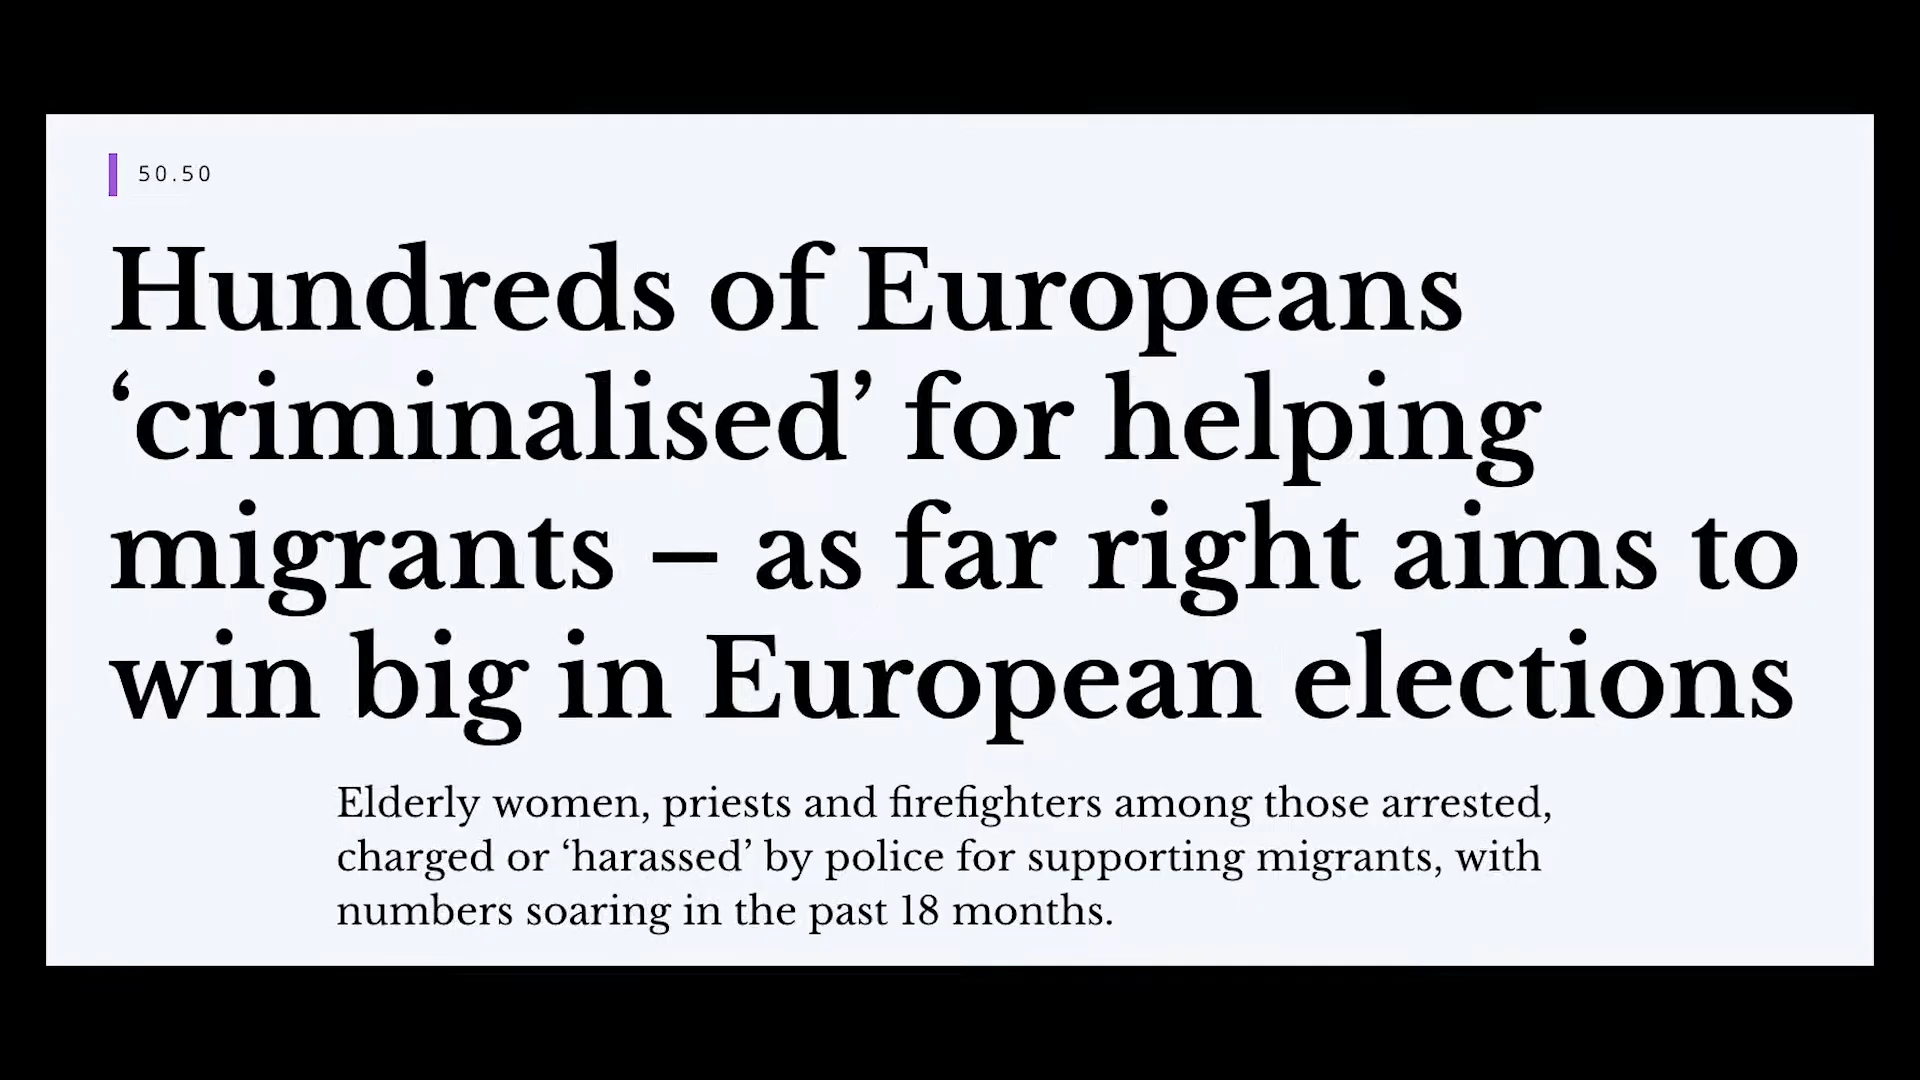 50.50
Hundreds of Europeans
‘criminalised’ for helping
migrants – as far right aims to
win big in European elections
Elderly women, priests and firefighters among those arrested,
charged or ‘harassed’ by police for supporting migrants, with
numbers soaring in the past 18 months.